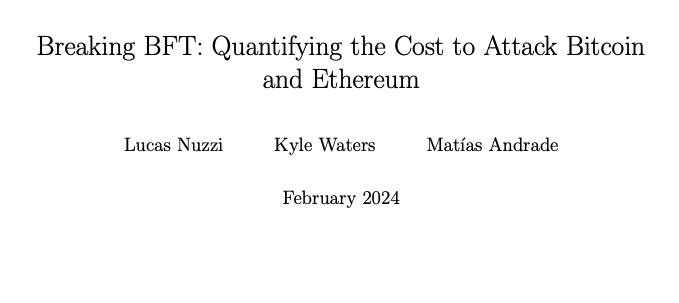 Breaking BFT: Quantifying the Cost to Attack Bitcoin
and Ethereum
Lucas Nuzzi Kyle Waters Matías Andrade
February 2024